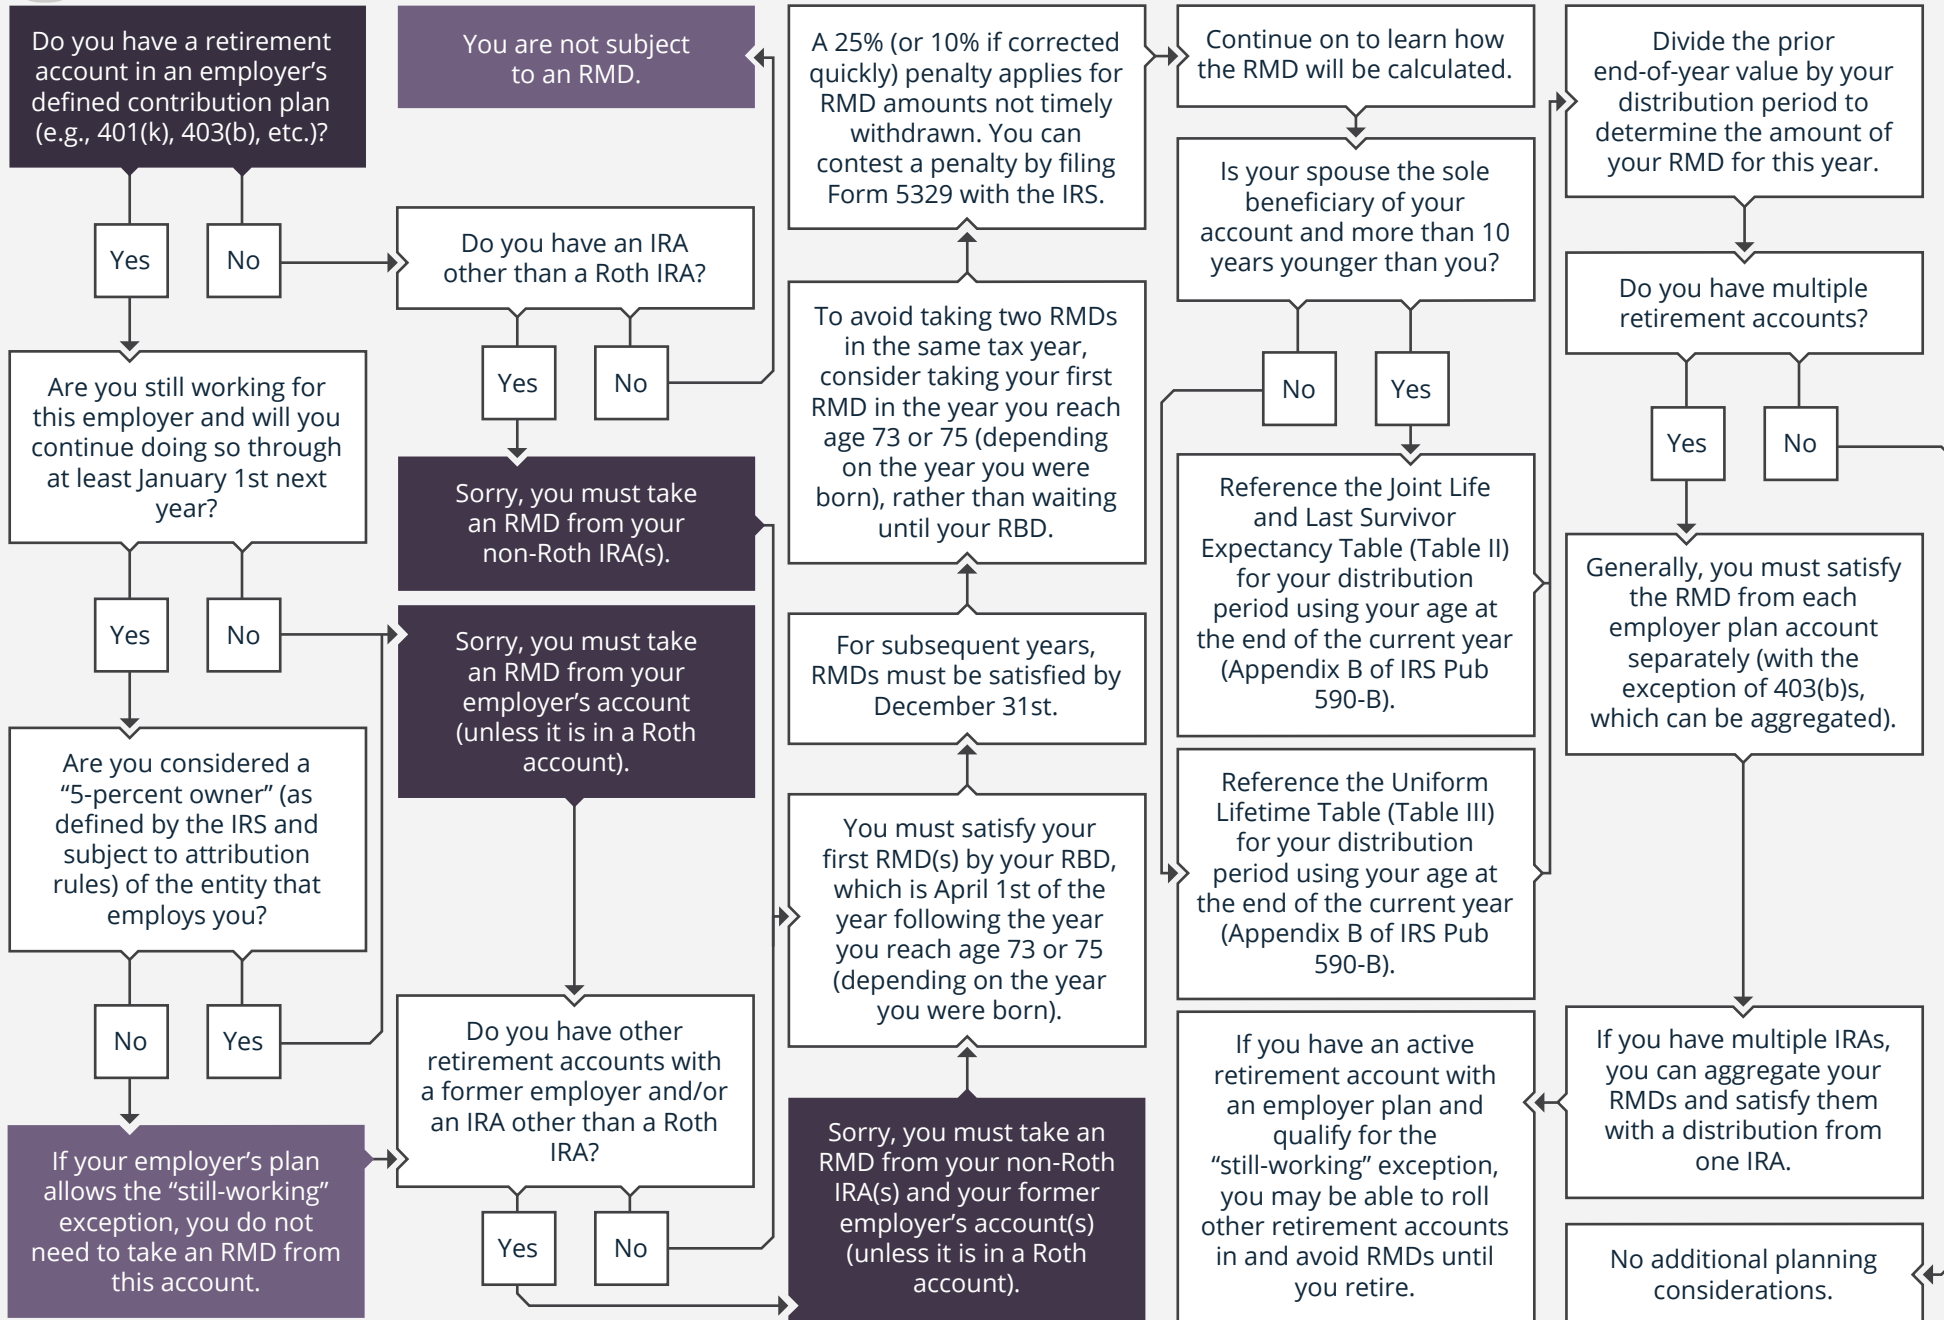 Do you have a retirement
account in an employer’s
defined contribution plan
(e.g., 401(k), 403(b), etc.)?
Yes
No
Are you still working for
this employer and will you
continue doing so through
at least January 1st next
year?
Yes
No
Are you considered a
“5-percent owner” (as
defined by the IRS and
subject to attribution
rules) of the entity that
employs you?
No
Yes
If your employer’s plan
allows the “still-working”
exception, you do not
need to take an RMD from
this account.
You are not subject
to an RMD.
Do you have an IRA
other than a Roth IRA?
Yes
No
Sorry, you must take
an RMD from your
non-Roth IRA(s).
Sorry, you must take
an RMD from your
employer’s account
(unless it is in a Roth
account).
Do you have other
retirement accounts with
a former employer and/or
an IRA other than a Roth
IRA?
Yes
No
A 25% (or 10% if corrected
quickly) penalty applies for
RMD amounts not timely
withdrawn. You can
contest a penalty by filing
Form 5329 with the IRS.
To avoid taking two RMDs
in the same tax year,
consider taking your first
RMD in the year you reach
age 73 or 75 (depending
on the year you were
born), rather than waiting
until your RBD.
For subsequent years,
RMDs must be satisfied by
December 31st.
You must satisfy your
first RMD(s) by your RBD,
which is April 1st of the
year following the year
you reach age 73 or 75
(depending on the year
you were born).
Sorry, you must take an
RMD from your non-Roth
IRA(s) and your former
employer’s account(s)
(unless it is in a Roth
account).
Continue on to learn how
the RMD will be calculated.
Is your spouse the sole
beneficiary of your
account and more than 10
years younger than you?
No
Yes
Reference the Joint Life
and Last Survivor
Expectancy Table (Table II)
for your distribution
period using your age at
the end of the current year
(Appendix B of IRS Pub
590-B).
Reference the Uniform
Lifetime Table (Table III)
for your distribution
period using your age at
the end of the current year
(Appendix B of IRS Pub
590-B).
If you have an active
retirement account with
an employer plan and
qualify for the
“still-working” exception,
you may be able to roll
other retirement accounts
in and avoid RMDs until
you retire.
Divide the prior
end-of-year value by your
distribution period to
determine the amount of
your RMD for this year.
Do you have multiple
retirement accounts?
Yes
No
Generally, you must satisfy
the RMD from each
employer plan account
separately (with the
exception of 403(b)s,
which can be aggregated).
If you have multiple IRAs,
you can aggregate your
RMDs and satisfy them
with a distribution from
one IRA.
No additional planning
considerations.